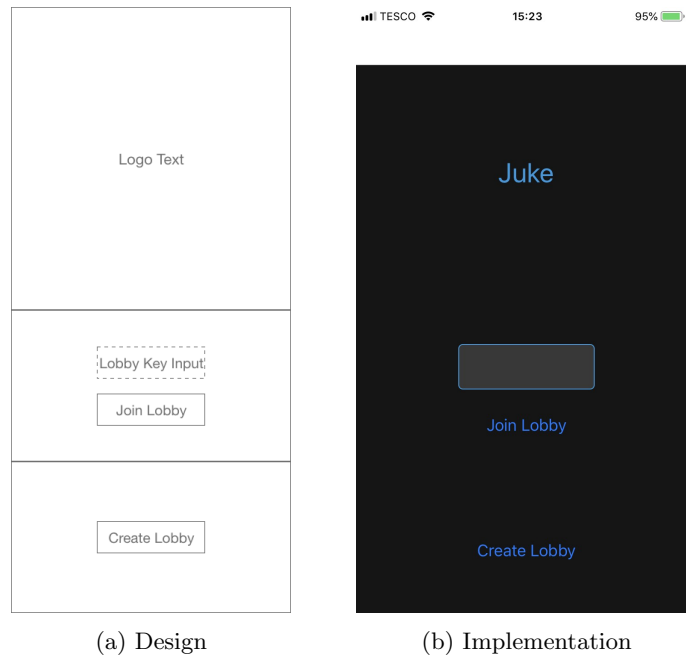 Logo Text
Lobby Key Input
Join Lobby
Create Lobby
(a) Design
TESCO 15:23 95%
Juke
Join Lobby
Create Lobby
(b) Implementation